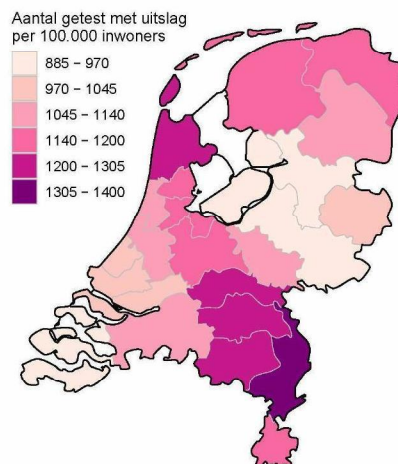 Aantal getest met uitslag
per 100.000 inwoners
885 – 970
970 – 1045
1045 – 1140
1140 – 1200
1200 – 1305
1305 – 1400